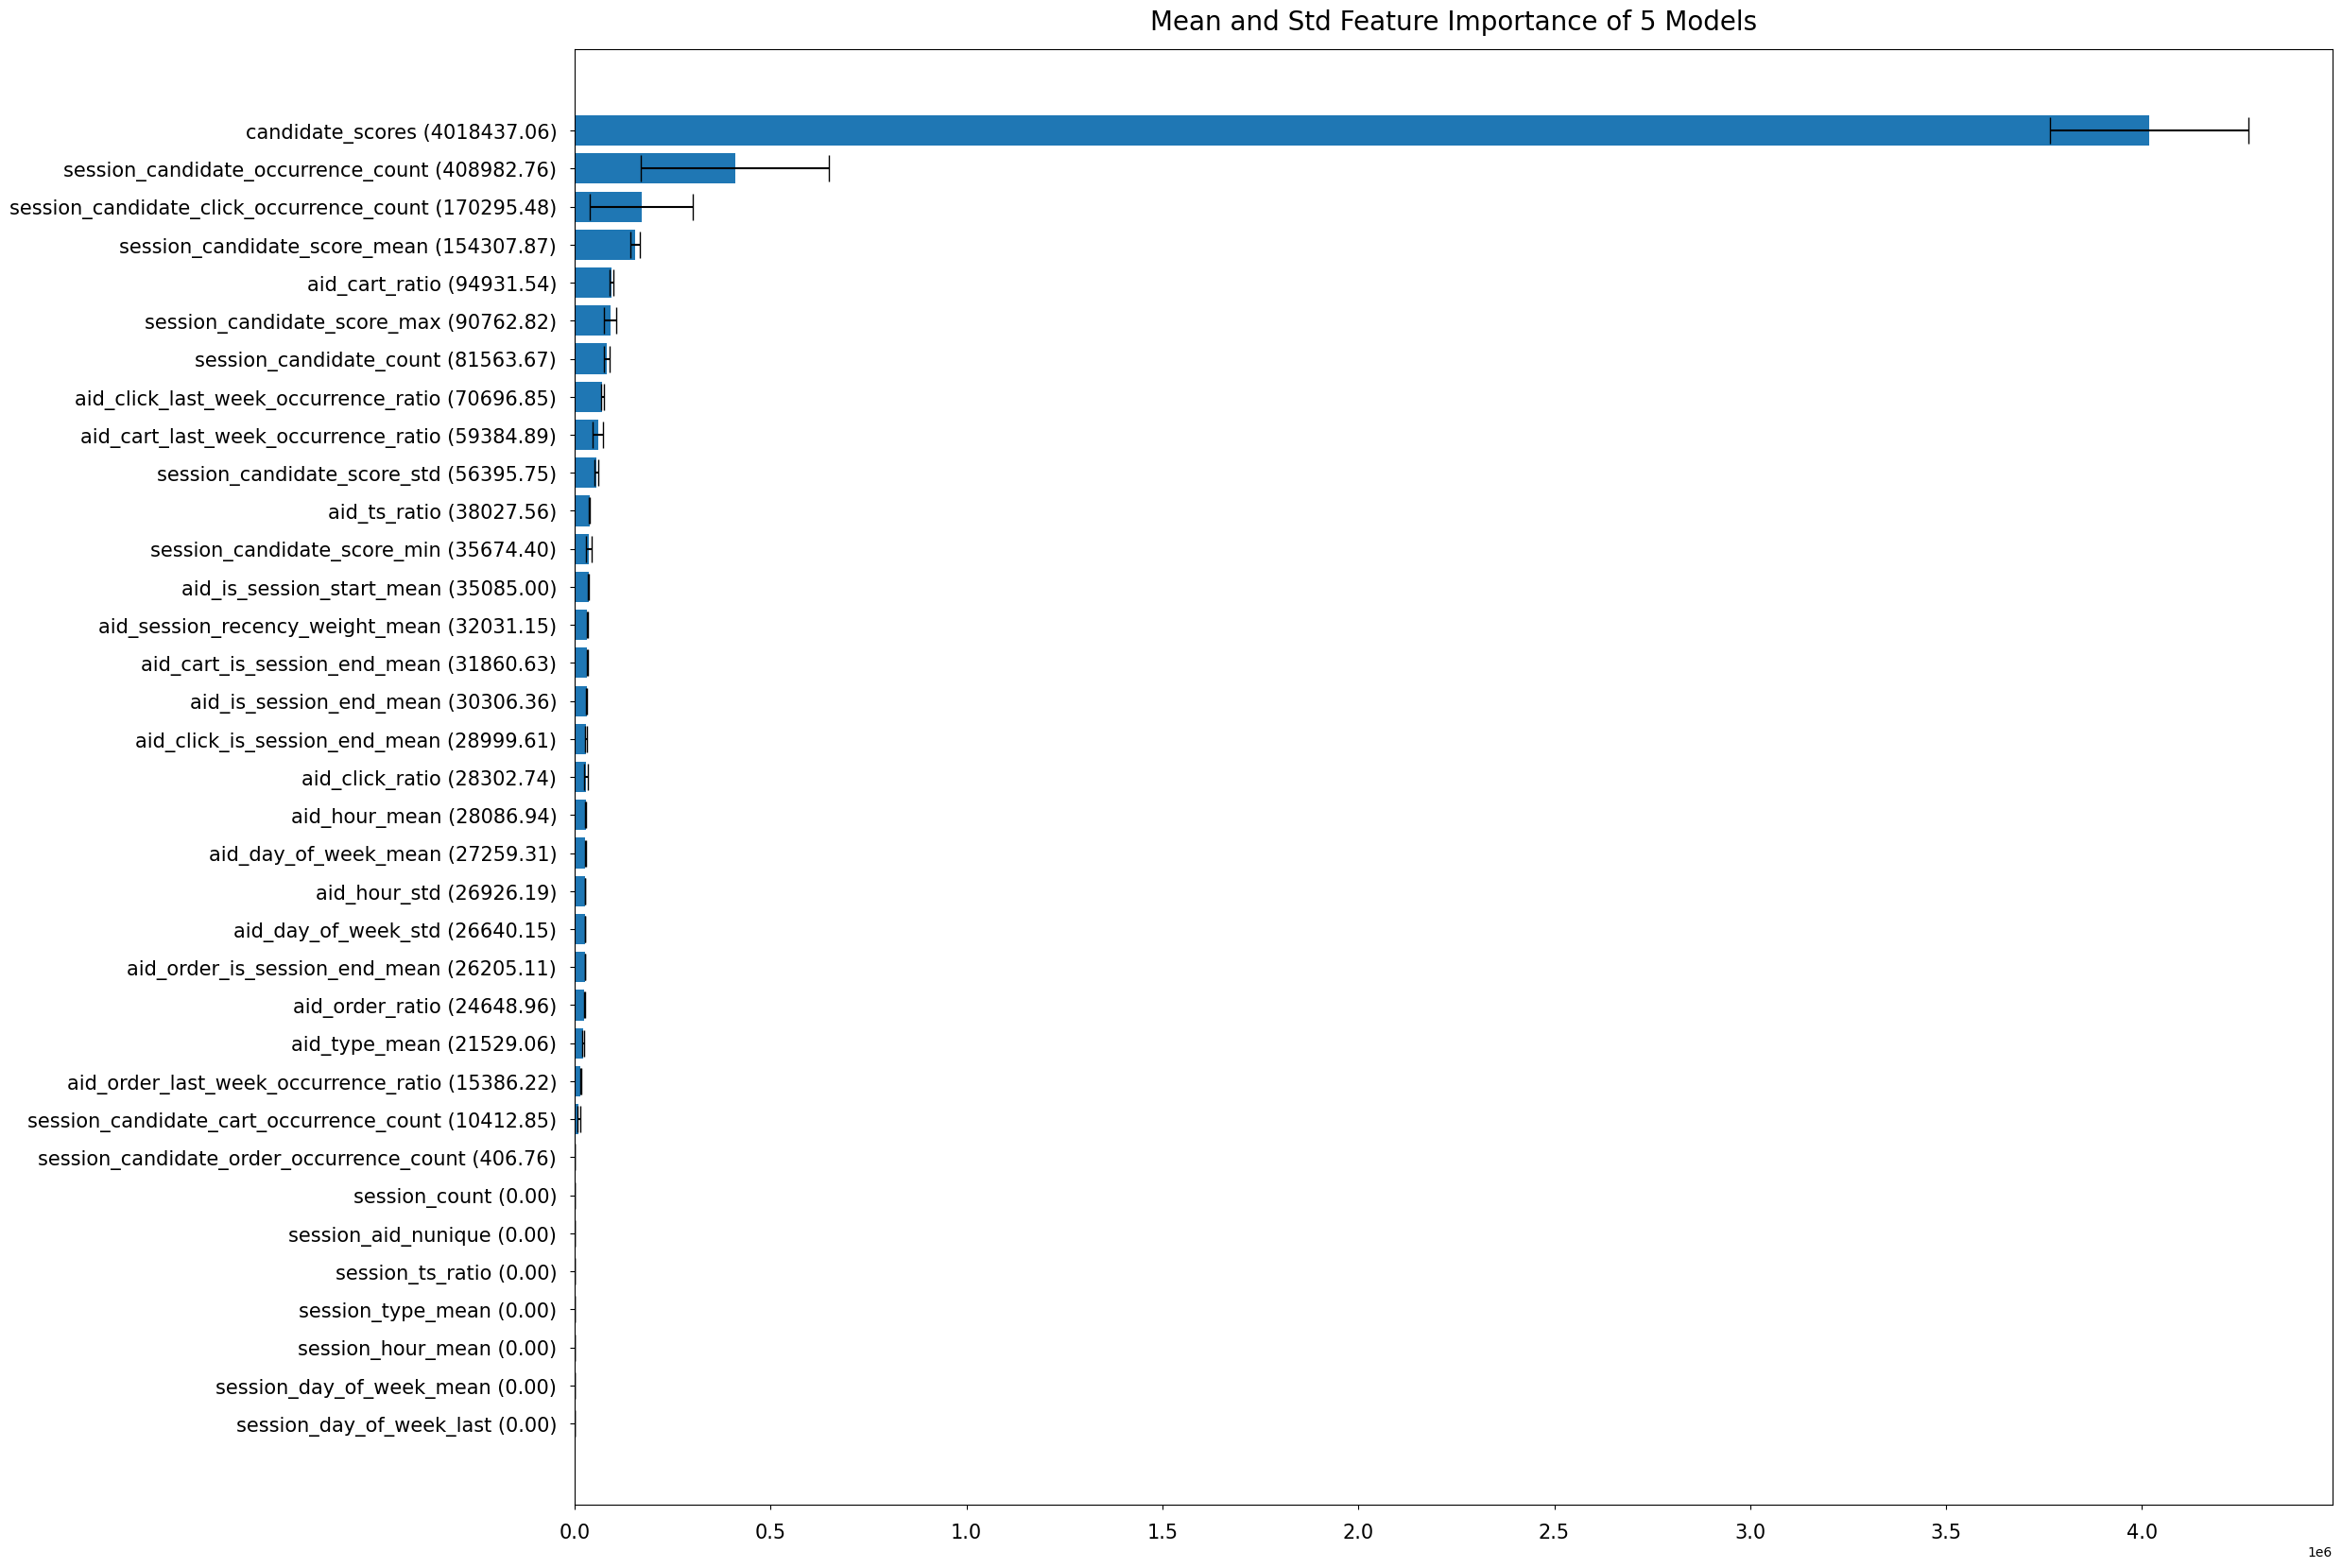 Mean and Std Feature Importance of 5 Models
candidate_scores (4018437.06)
session_candidate_occurrence_count (408982.76)
session_candidate_click_occurrence_count (170295.48)
session_candidate_score_mean (154307.87)
aid_cart_ratio (94931.54)
session_candidate_score_max (90762.82)
session_candidate_count (81563.67)
aid_click_last_week_occurrence_ratio (70696.85)
aid_cart_last_week_occurrence_ratio (59384.89)
session_candidate_score_std (56395.75)
aid_ts_ratio (38027.56)
session_candidate_score_min (35674.40)
aid_is_session_start_mean (35085.00)
aid_session_recency_weight_mean (32031.15)
aid_cart_is_session_end_mean (31860.63)
aid_is_session_end_mean (30306.36)
aid_click_is_session_end_mean (28999.61)
aid_click_ratio (28302.74)
aid_hour_mean (28086.94)
aid_day_of_week_mean (27259.31)
aid_hour_std (26926.19)
aid_day_of_week_std (26640.15)
aid_order_is_session_end_mean (26205.11)
aid_order_ratio (24648.96)
aid_type_mean (21529.06)
aid_order_last_week_occurrence_ratio (15386.22)
session_candidate_cart_occurrence_count (10412.85)
session_candidate_order_occurrence_count (406.76)
session_count (0.00)
session_aid_nunique (0.00)
session_ts_ratio (0.00)
session_type_mean (0.00)
session_hour_mean (0.00)
session_day_of_week_mean (0.00)
session_day_of_week_last (0.00)
0.0 0.5 1.0 1.5 2.0 2.5 3.0 3.5 4.0
1e6